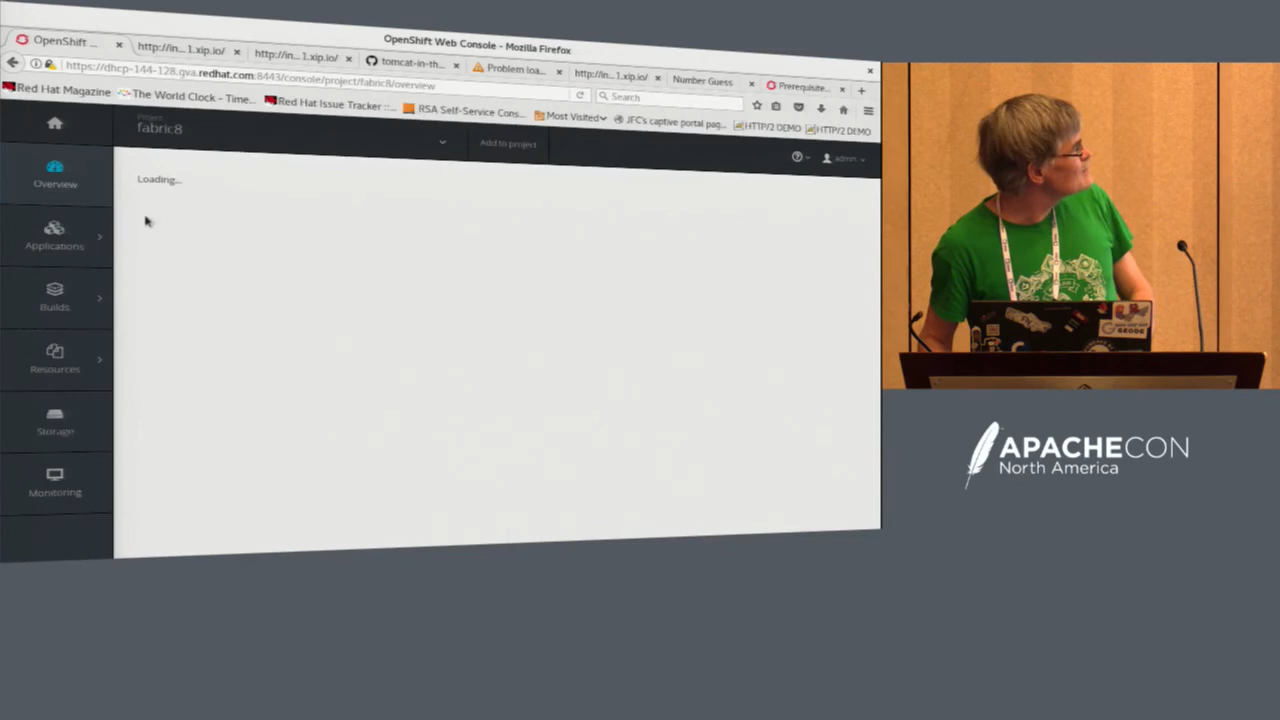 OpenShift Web Console - Mozilla Firefox
OpenShift ...
http://in...1.xip.io/
http://in...1.xip.io/
tomcat-in-th...
Problem loa...
http://in...1.xip.io/
Number Guess
Prerequisite...
https://dhcp-144-128.gva.redhat.com:8443/console/project/fabric8/overview
Search
Red Hat Magazine
The World Clock - Time...
Red Hat Issue Tracker ::...
RSA Self-Service Cons...
Most Visited
JFC's captive portal pag...
HTTP/2 DEMO
HTTP/2 DEMO
Project
fabric8
Add to project
admin
Overview
Applications
Builds
Resources
Storage
Monitoring
Loading...
GEODE
APACHECON
North America